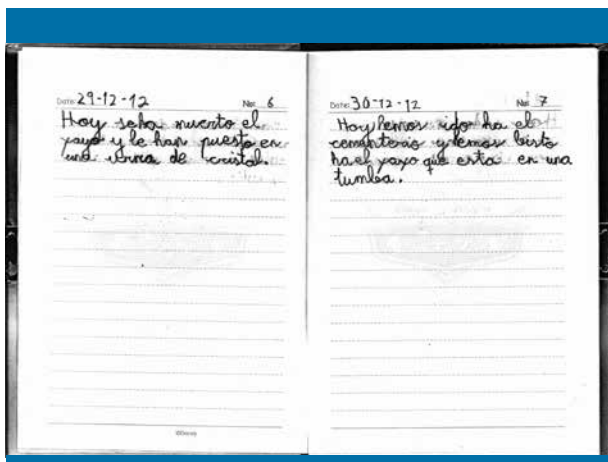 Date: 29-12-12 No: 6
Hoy seha muerto el
yayo y le han puesto en
una urna de cristal.
©Disney
Date: 30-12-12 No: 7
Hoy hemos ido ha el
cementerio y hemos bisto
ha el yayo que esta en una
tumba.